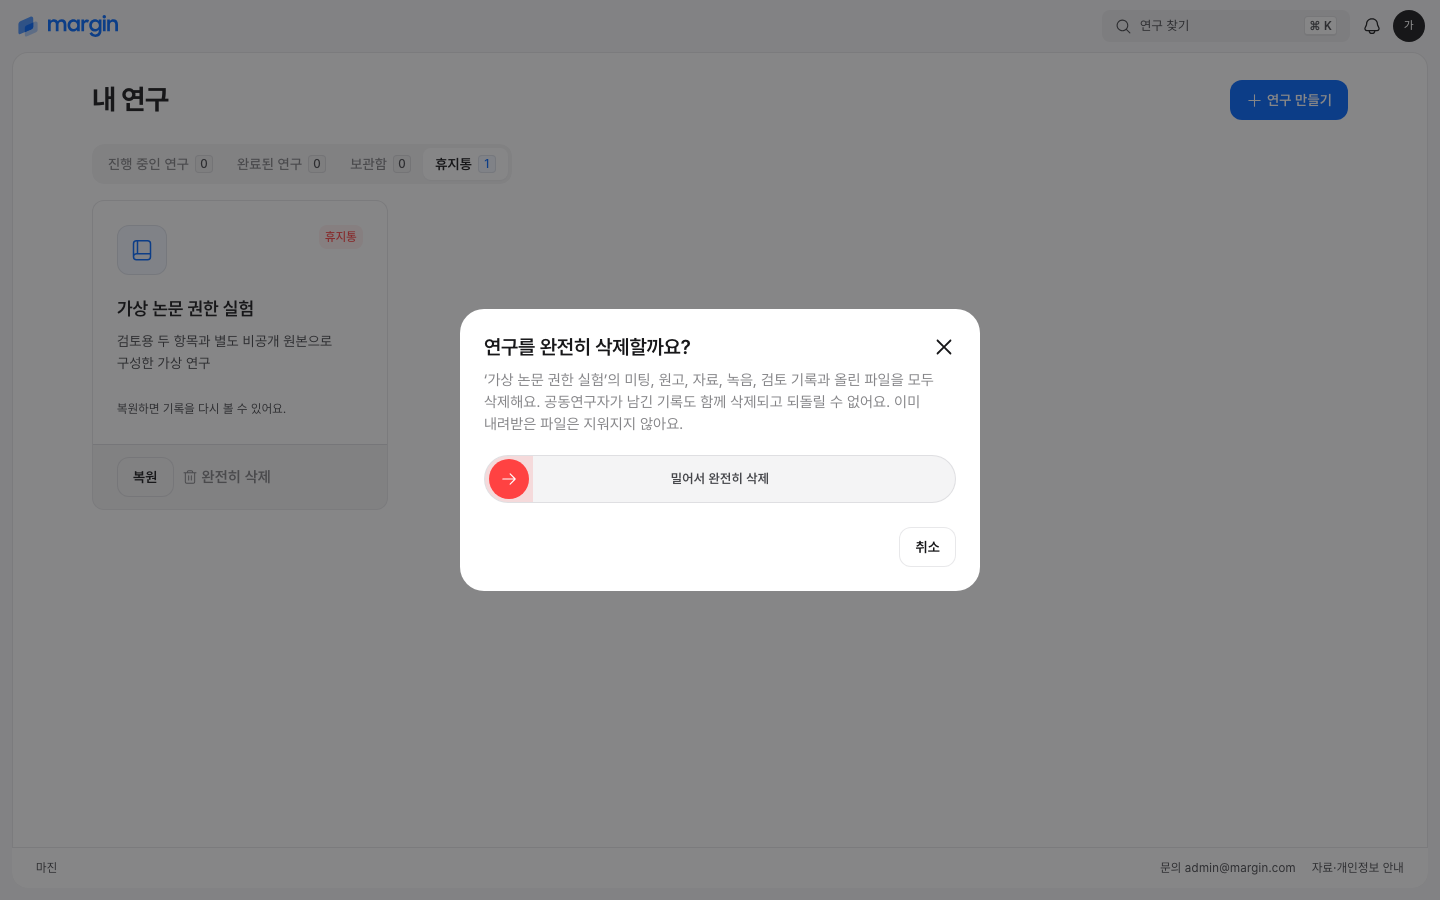 margin
연구 찾기
⌘ K
가
내 연구
연구 만들기
진행 중인 연구 0
완료된 연구 0
보관함 0
휴지통 1
휴지통
가상 논문 권한 실험
검토용 두 항목과 별도 비공개 원본으로
구성한 가상 연구
복원하면 기록을 다시 볼 수 있어요.
복원
완전히 삭제
연구를 완전히 삭제할까요?
‘가상 논문 권한 실험’의 미팅, 원고, 자료, 녹음, 검토 기록과 올린 파일을 모두
삭제해요. 공동연구자가 남긴 기록도 함께 삭제되고 되돌릴 수 없어요. 이미
내려받은 파일은 지워지지 않아요.
밀어서 완전히 삭제
취소
마진
문의 admin@margin.com
자료·개인정보 안내